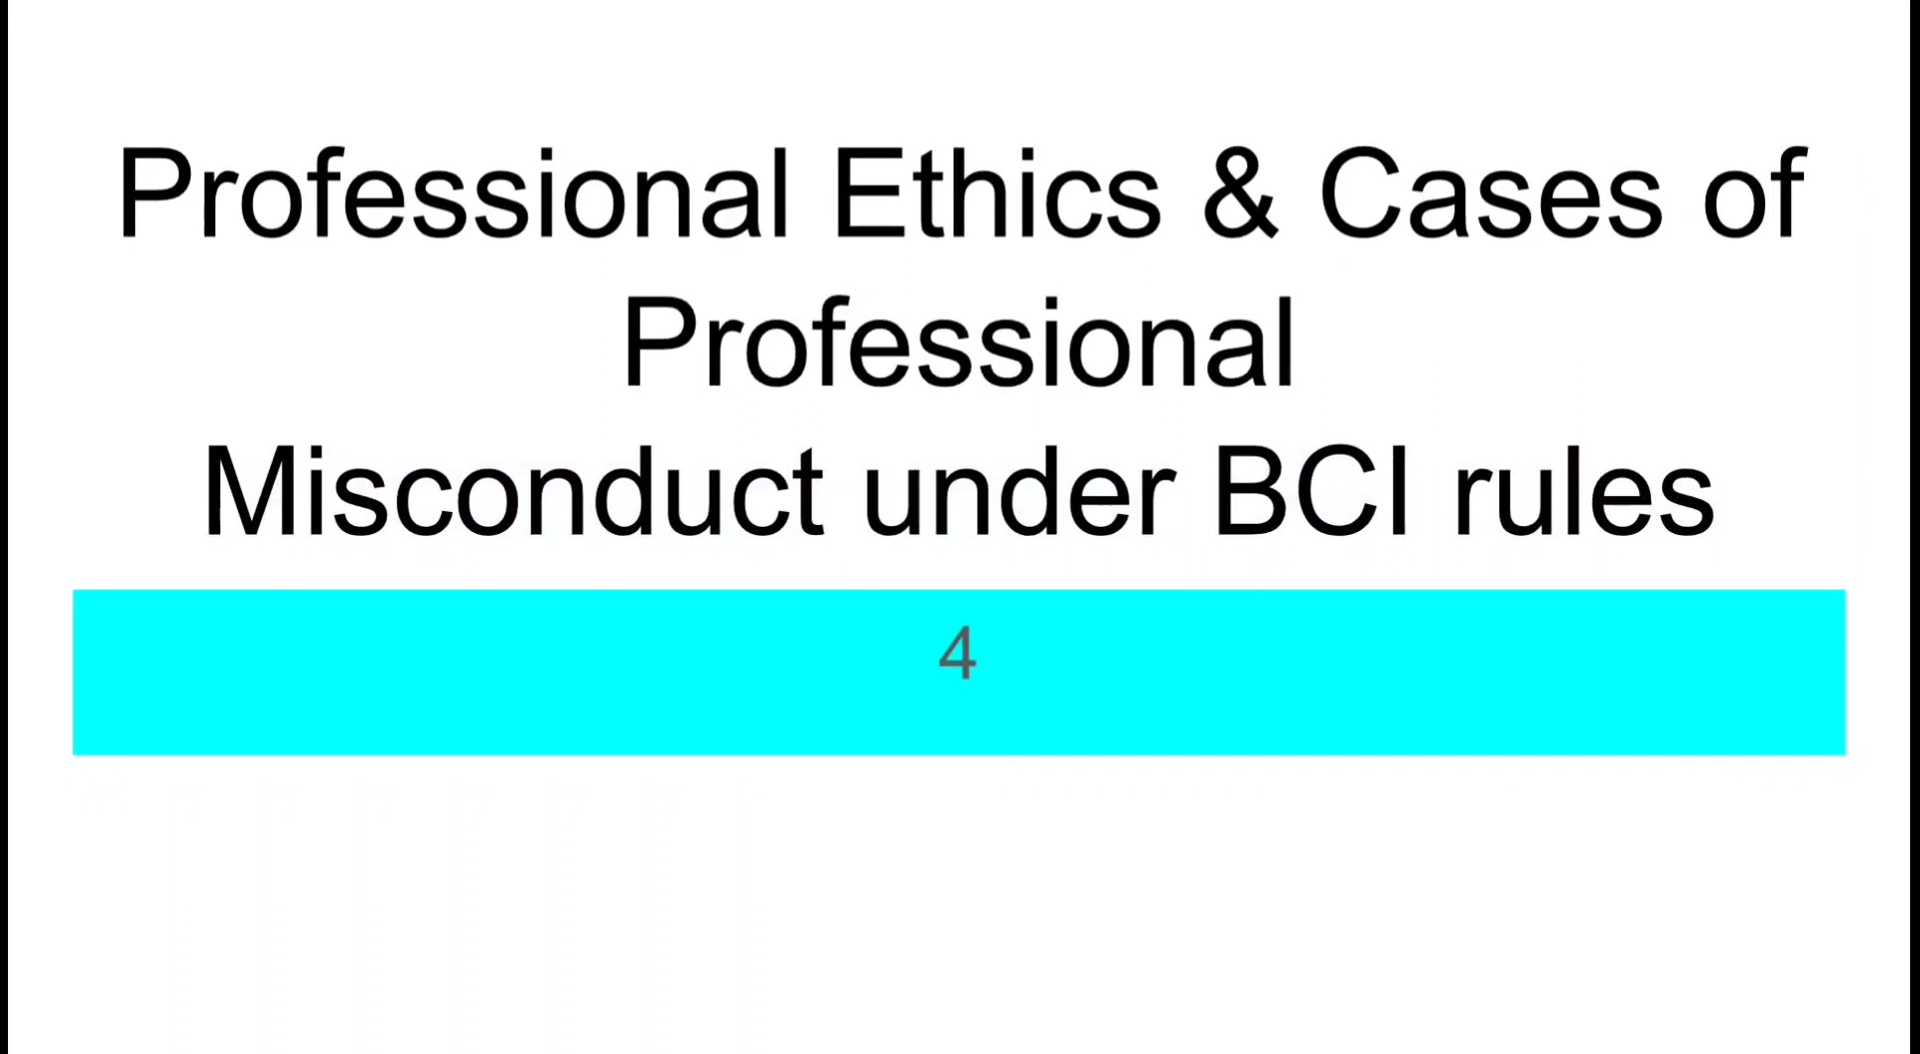 Professional Ethics & Cases of
Professional
Misconduct under BCI rules
4